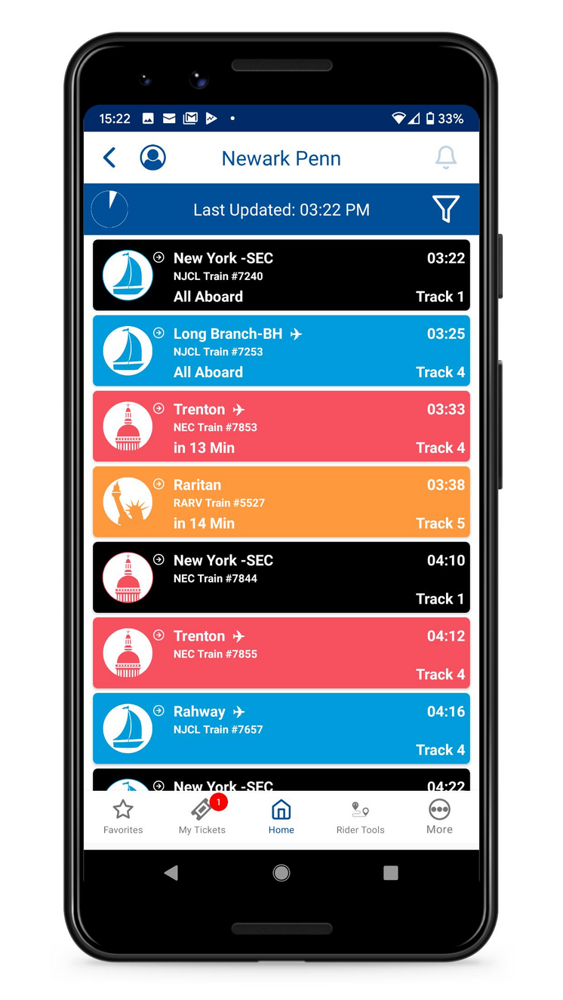 15:22 33%
Newark Penn
Last Updated: 03:22 PM
New York -SEC 03:22
NJCL Train #7240
All Aboard Track 1
Long Branch-BH 03:25
NJCL Train #7253
All Aboard Track 4
Trenton 03:33
NEC Train #7853
in 13 Min Track 4
Raritan 03:38
RARV Train #5527
in 14 Min Track 5
New York -SEC 04:10
NEC Train #7844
Track 1
Trenton 04:12
NEC Train #7855
Track 4
Rahway 04:16
NJCL Train #7657
Track 4
New York -SEC 04:22
1
Favorites My Tickets Home Rider Tools More